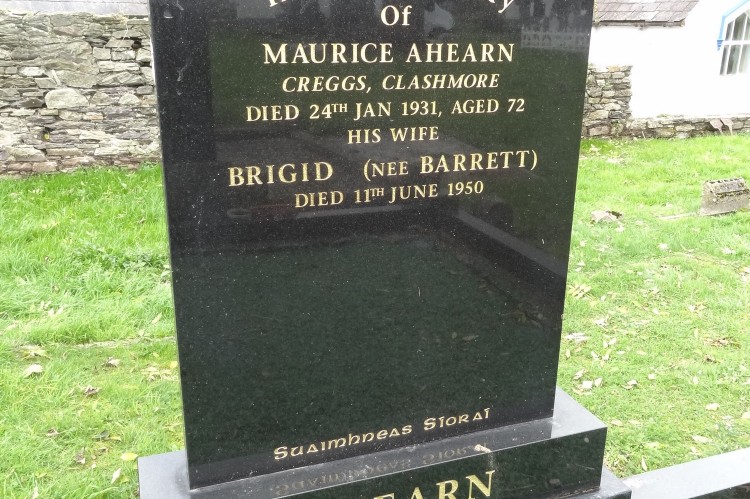 Of
MAURICE AHEARN
CREGGS, CLASHMORE
DIED 24TH JAN 1931, AGED 72
HIS WIFE
BRIGID (NEE BARRETT)
DIED 11TH JUNE 1950
Suaimhneas Síoraí